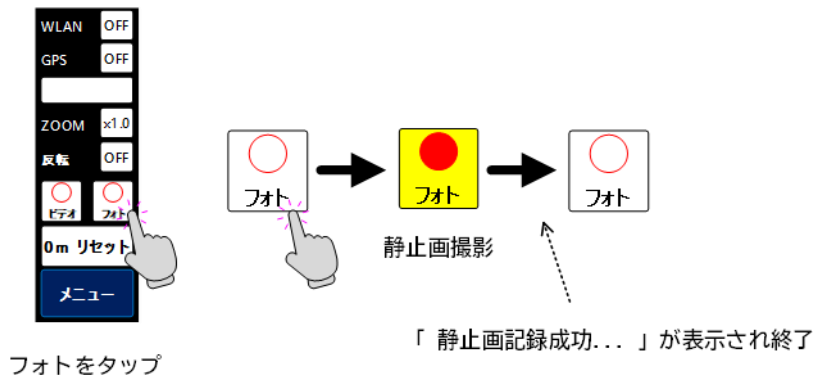 WLAN OFF
GPS OFF
ZOOM ×1.0
反転 OFF
ビデオ フォト
0m リセット
メニュー
フォトをタップ
フォト
フォト
フォト
静止画撮影
「 静止画記録成功... 」が表示され終了